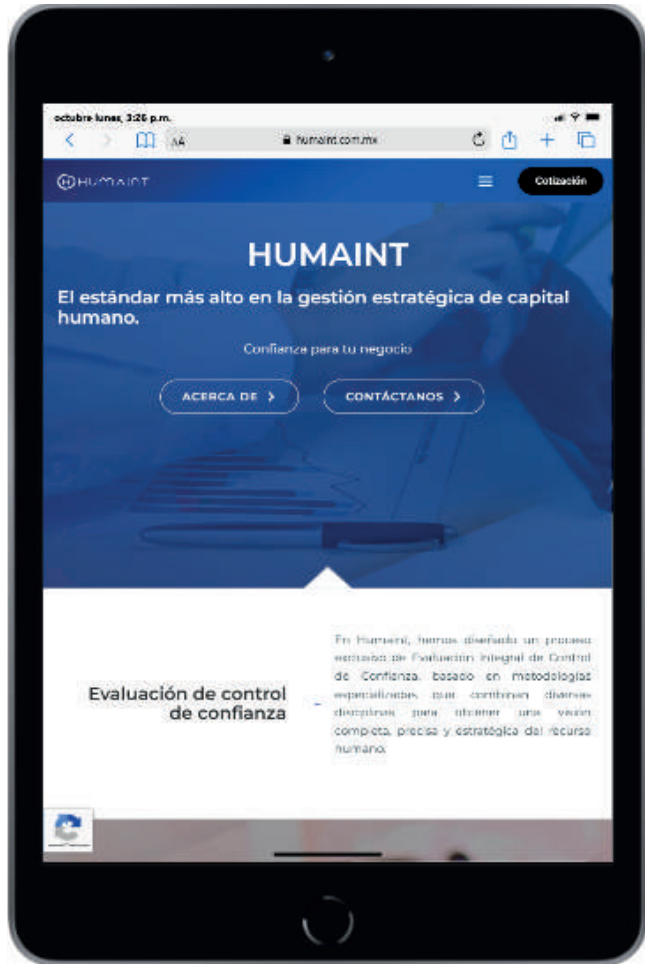 octubre lunes, 3:26 p.m.
AA
humaint.com.mx
HUMAINT
Cotización
HUMAINT
El estándar más alto en la gestión estratégica de capital
humano.
Confianza para tu negocio
ACERCA DE
CONTÁCTANOS
Evaluación de control
de confianza
En Humaint, hemos diseñado un proceso
exclusivo de Evaluación Integral de Control
de Confianza, basado en metodologías
especializadas que combinan diversas
disciplinas para obtener una visión
completa, precisa y estratégica del recurso
humano.